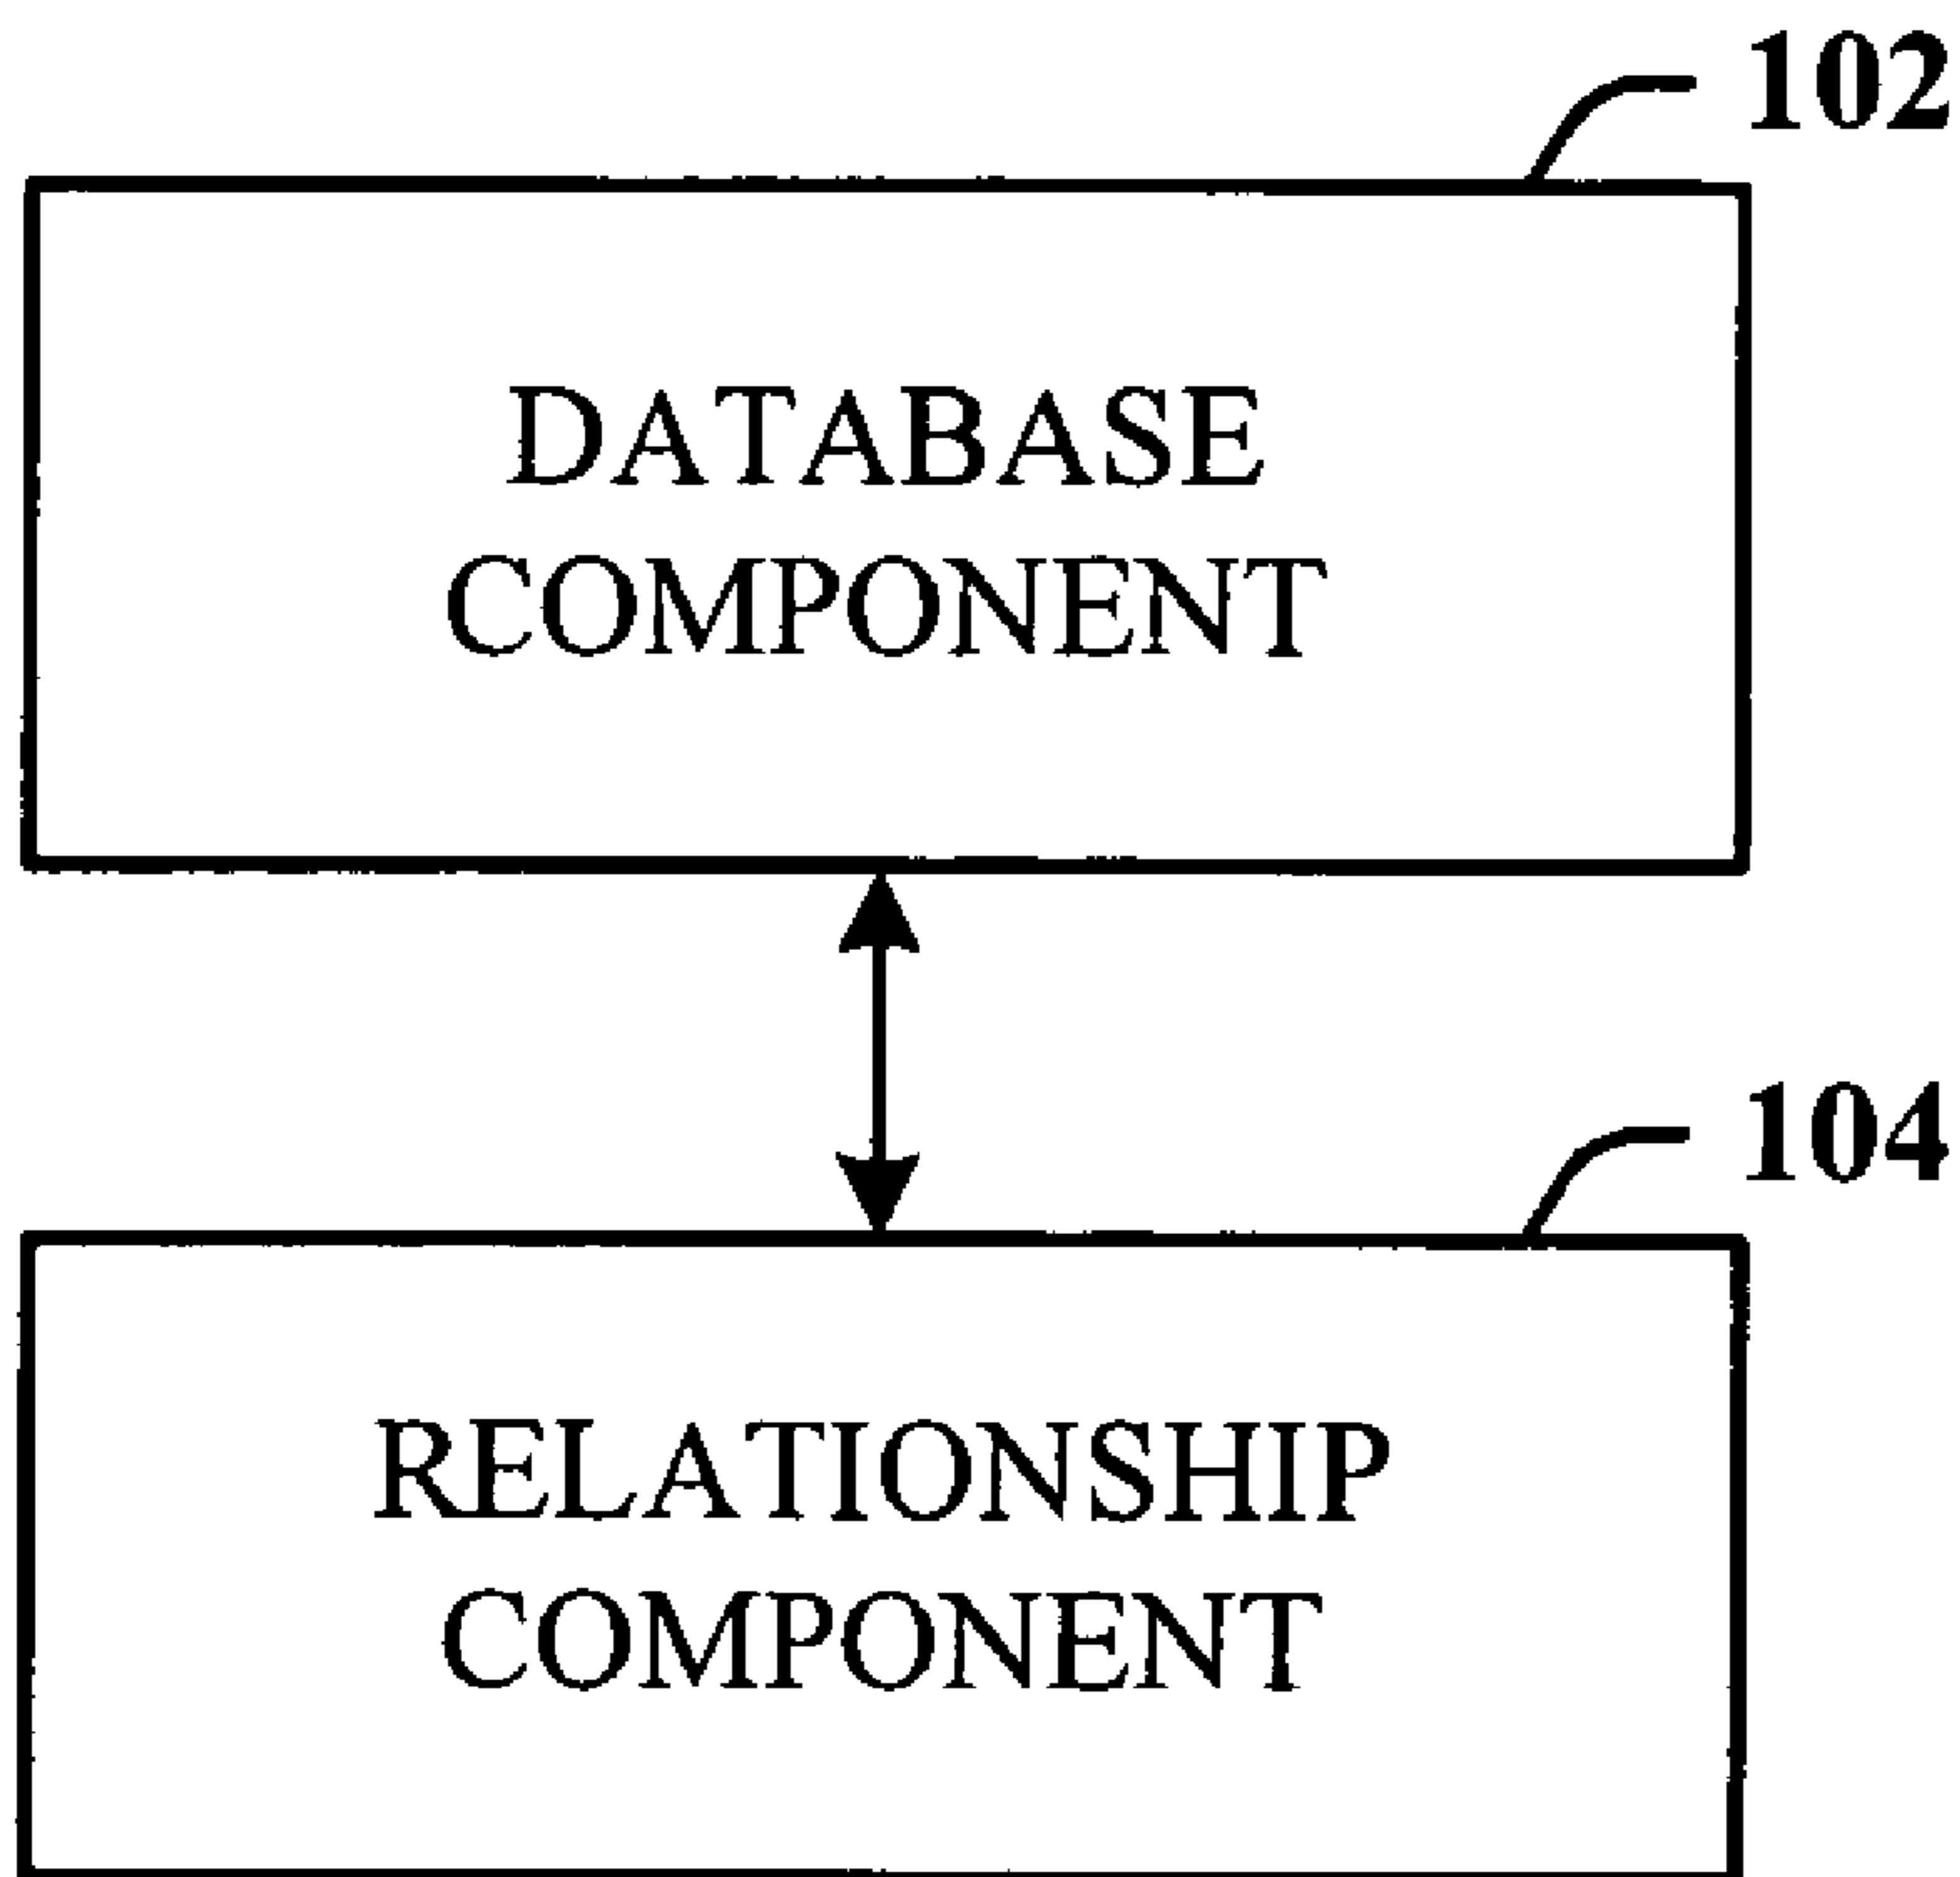 102
DATABASE
COMPONENT
104
RELATIONSHIP
COMPONENT